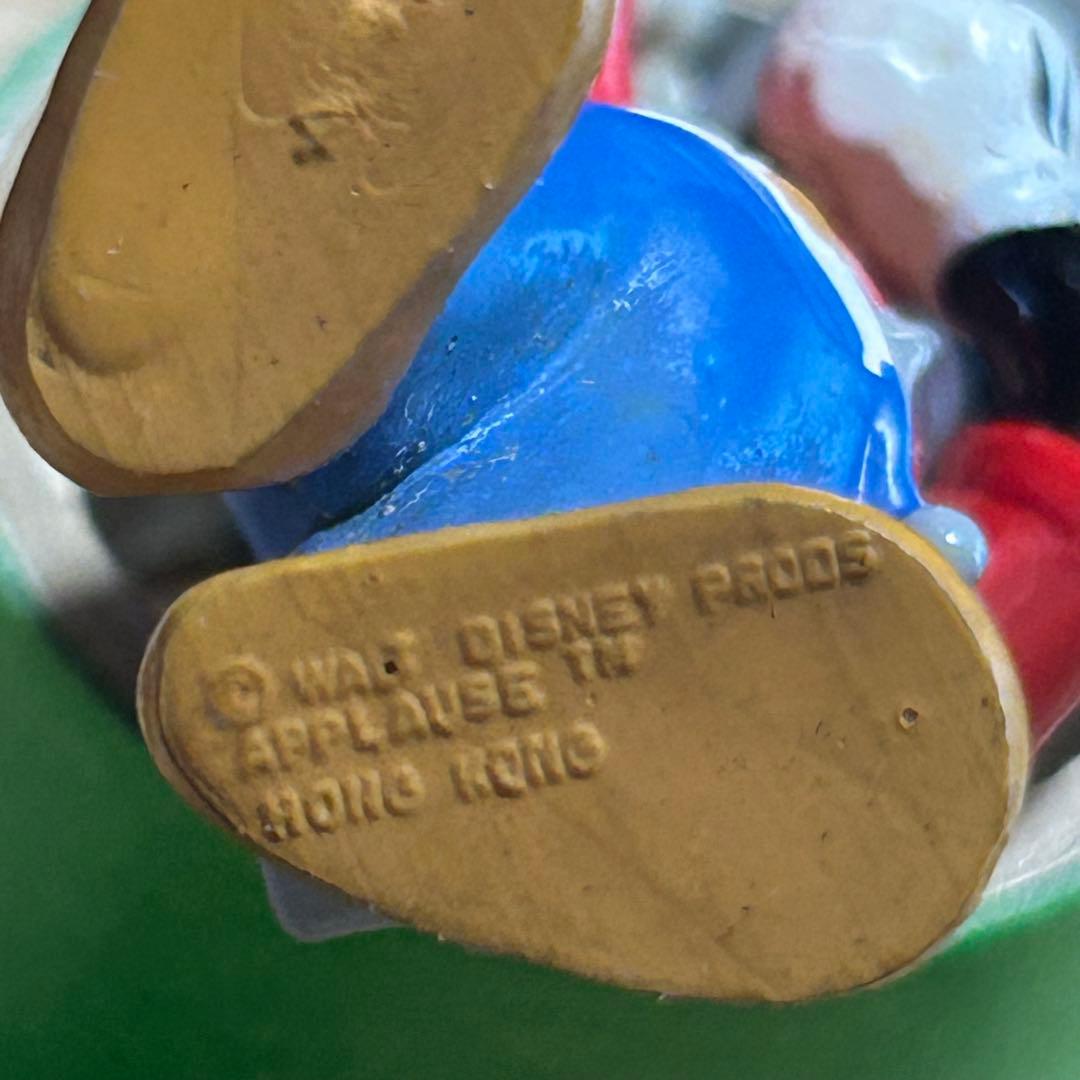 © WALT DISNEY PRODS
APPLAUSE TM
HONG KONG